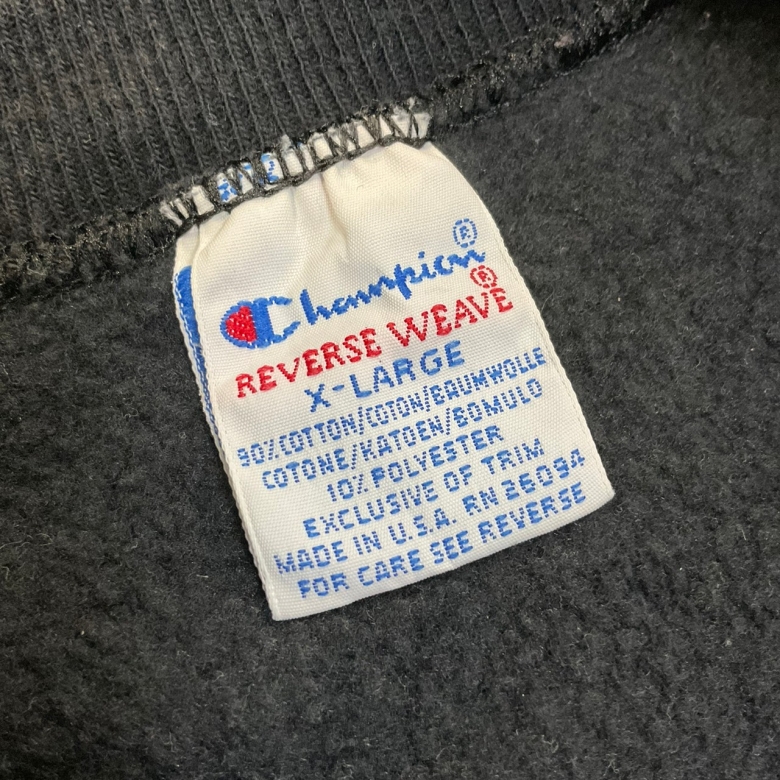 Champion®
REVERSE WEAVE®
X-LARGE
90% COTTON/COTON/BAUMWOLLE
COTONE/KATOEN/BOMULD
10% POLYESTER
EXCLUSIVE OF TRIM
MADE IN U.S.A. RN 26094
FOR CARE SEE REVERSE